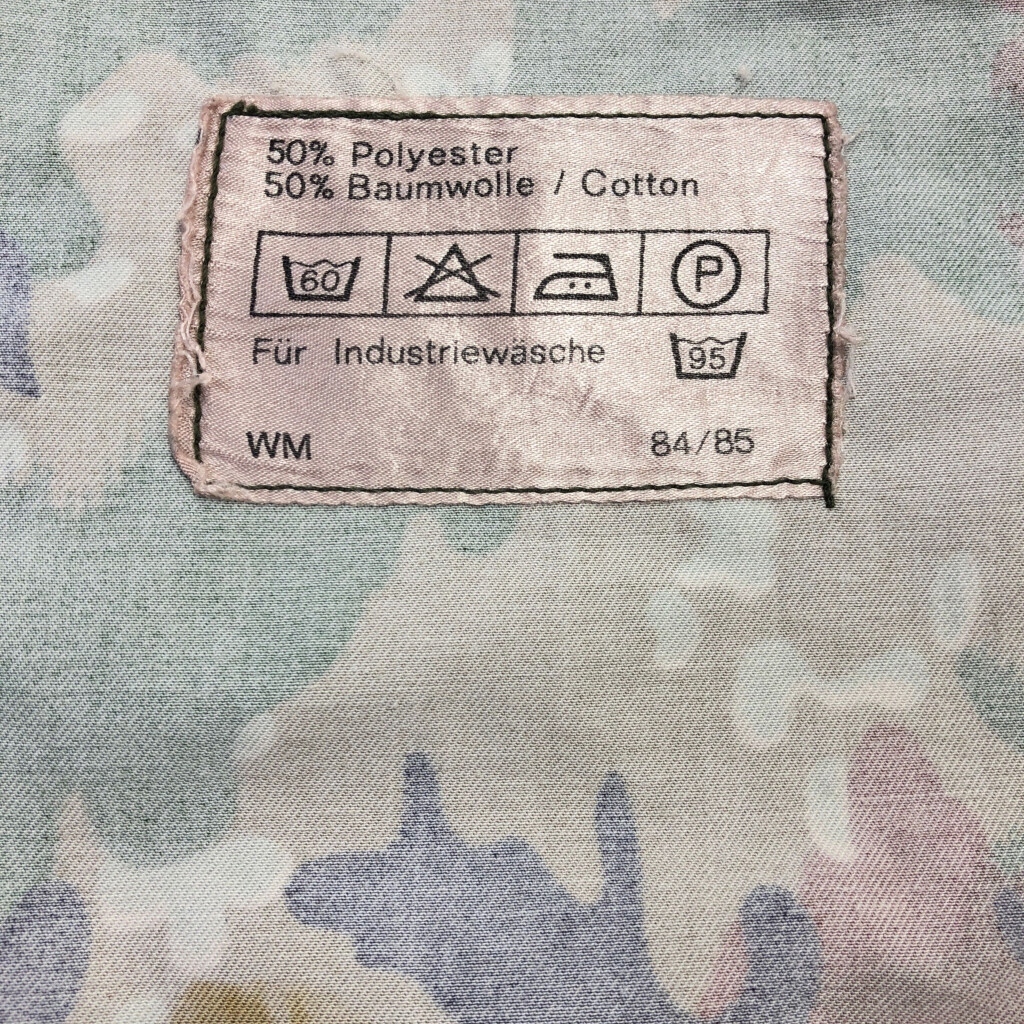 50% Polyester
50% Baumwolle / Cotton
60 P
Für Industriewäsche 95
WM 84/85